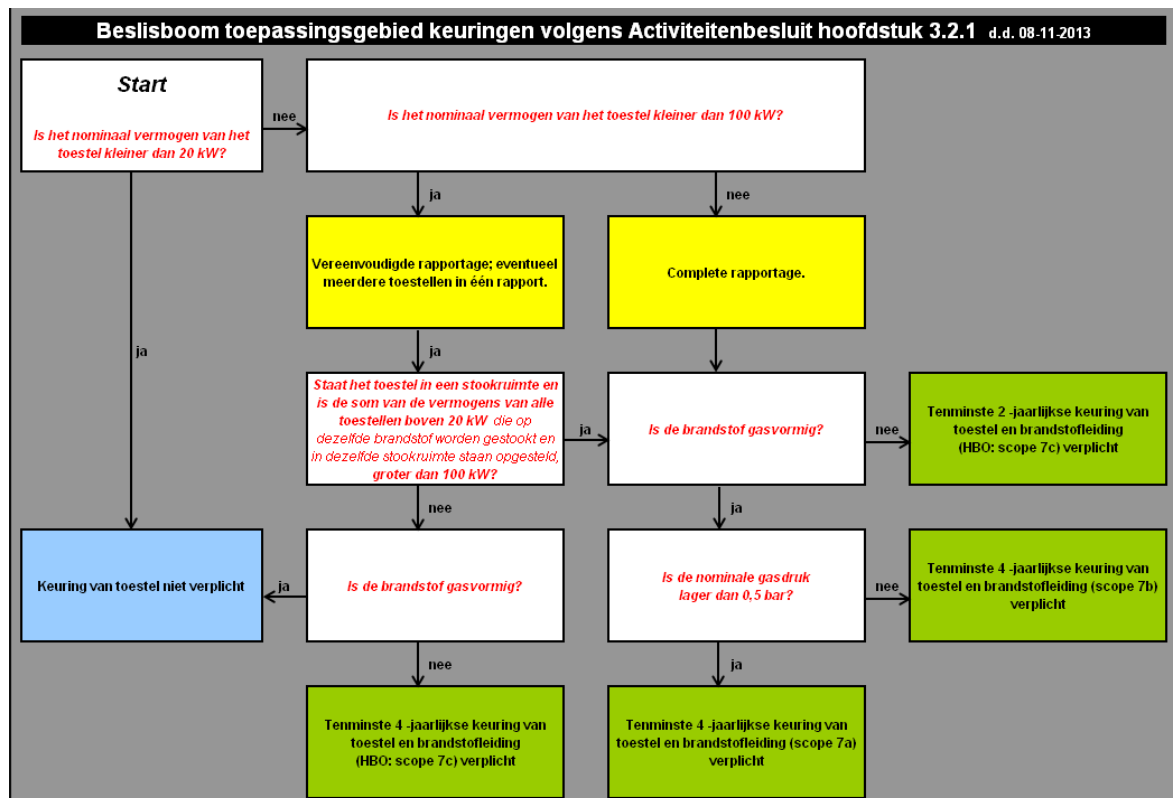 Beslisboom toepassingsgebied keuringen volgens Activiteitenbesluit hoofdstuk 3.2.1 d.d. 08-11-2013
Start
Is het nominaal vermogen van het
toestel kleiner dan 20 kW?
nee
Is het nominaal vermogen van het toestel kleiner dan 100 kW?
ja
nee
Vereenvoudigde rapportage; eventueel
meerdere toestellen in één rapport.
Complete rapportage.
ja
ja
Staat het toestel in een stookruimte en
is de som van de vermogens van alle
toestellen boven 20 kW die op
dezelfde brandstof worden gestookt en
in dezelfde stookruimte staan opgesteld,
groter dan 100 kW?
ja
Is de brandstof gasvormig?
nee
Tenminste 2 -jaarlijkse keuring van
toestel en brandstofleiding
(HBO: scope 7c) verplicht
nee
ja
Keuring van toestel niet verplicht
ja
Is de brandstof gasvormig?
Is de nominale gasdruk
lager dan 0,5 bar?
nee
Tenminste 4 -jaarlijkse keuring van
toestel en brandstofleiding (scope 7b)
verplicht
nee
ja
Tenminste 4 -jaarlijkse keuring van
toestel en brandstofleiding
(HBO: scope 7c) verplicht
Tenminste 4 -jaarlijkse keuring van
toestel en brandstofleiding (scope 7a)
verplicht